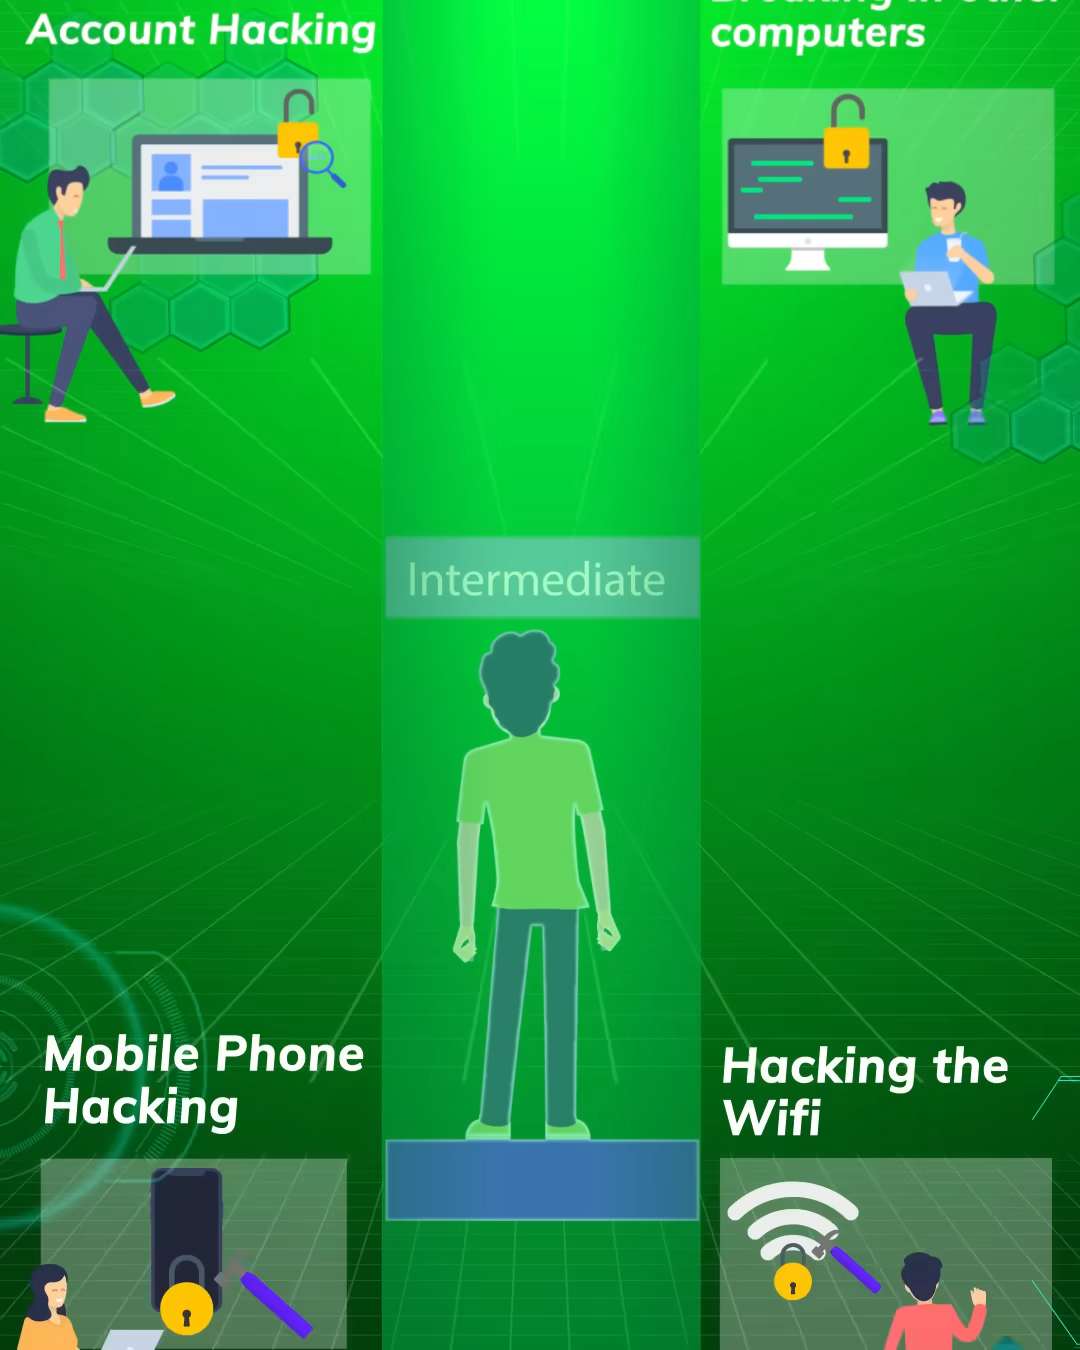 Account Hacking
computers
Intermediate
Mobile Phone
Hacking
Hacking the
Wifi